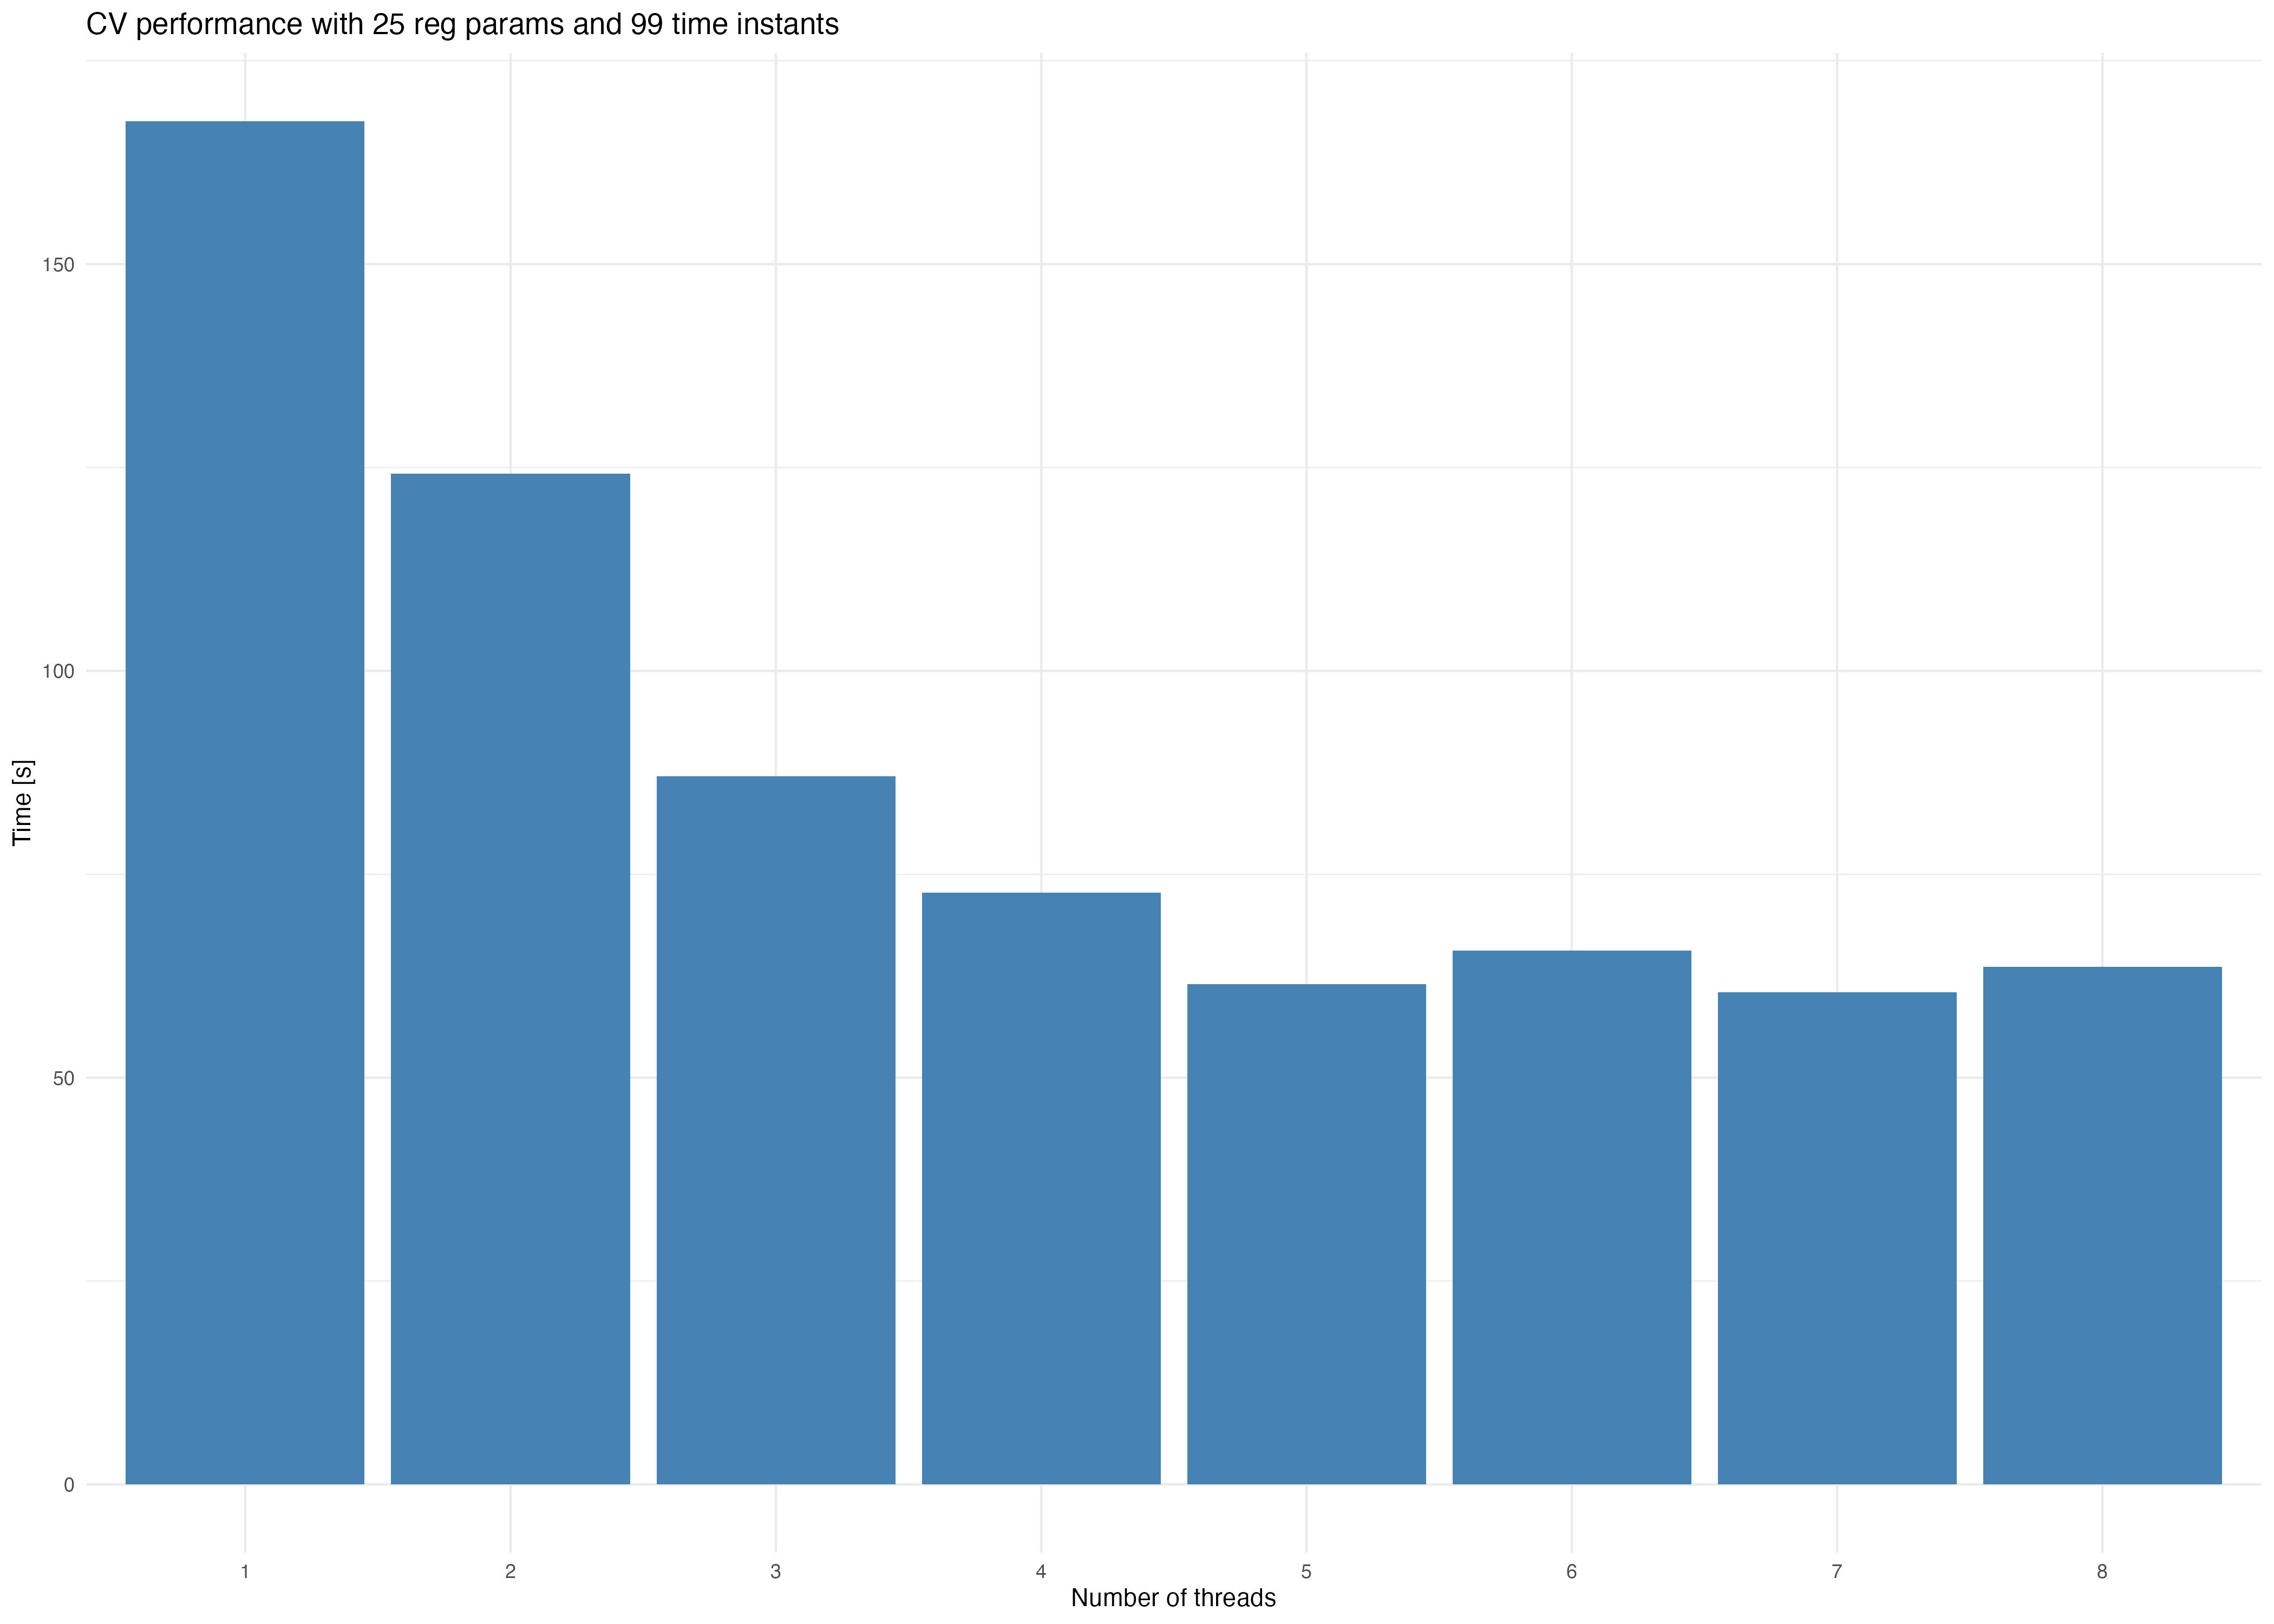 CV performance with 25 reg params and 99 time instants
Time [s]
150
100
50
0
1 2 3 4 5 6 7 8
Number of threads